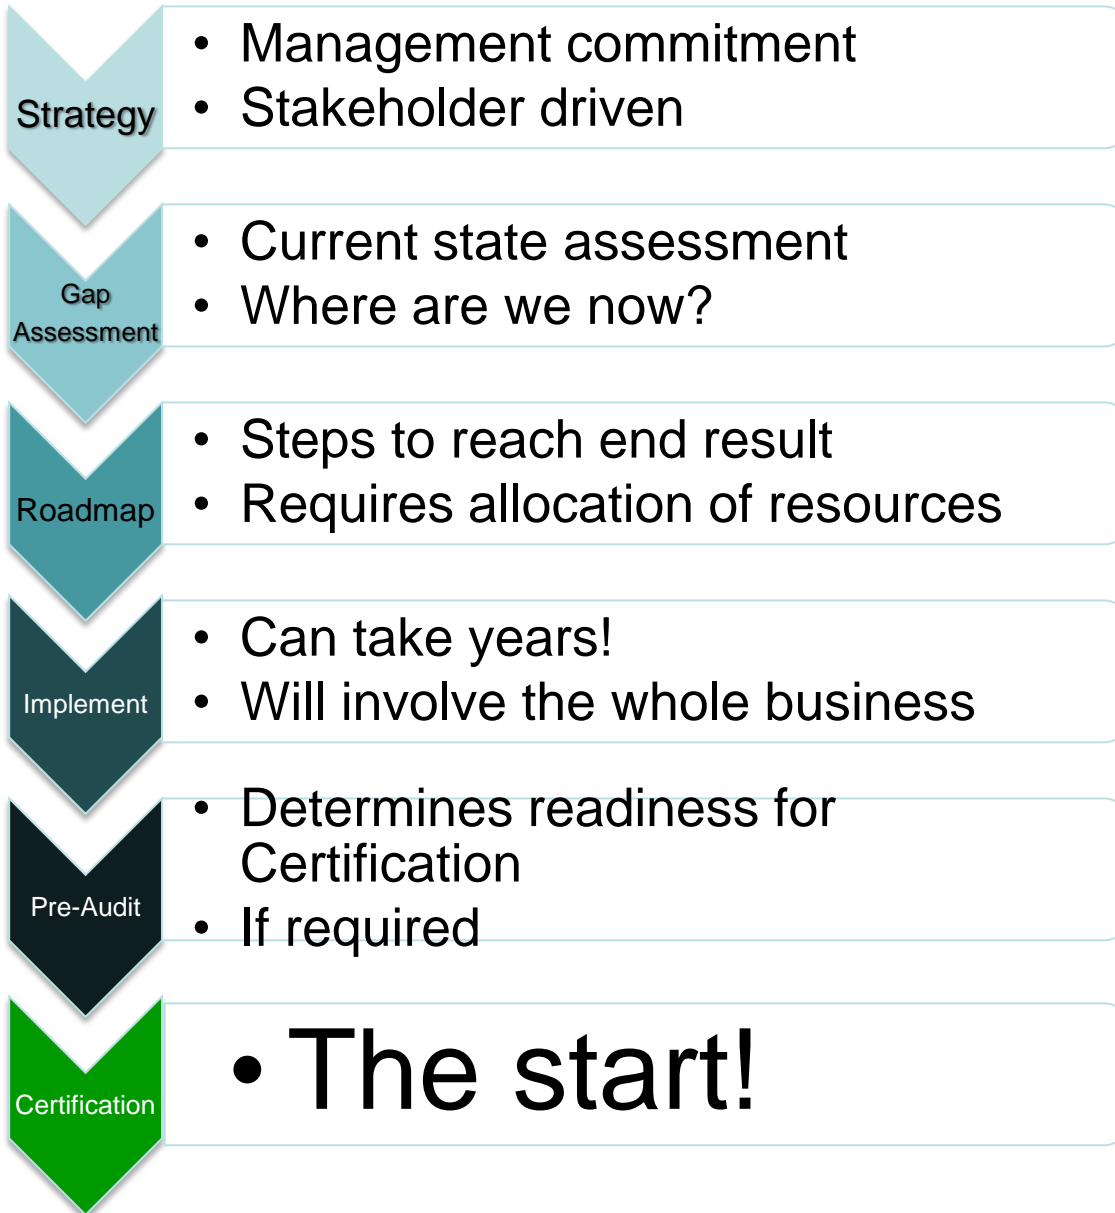 Strategy
• Management commitment
• Stakeholder driven
Gap
Assessment
• Current state assessment
• Where are we now?
Roadmap
• Steps to reach end result
• Requires allocation of resources
Implement
• Can take years!
• Will involve the whole business
Pre-Audit
• Determines readiness for
Certification
• If required
Certification
• The start!